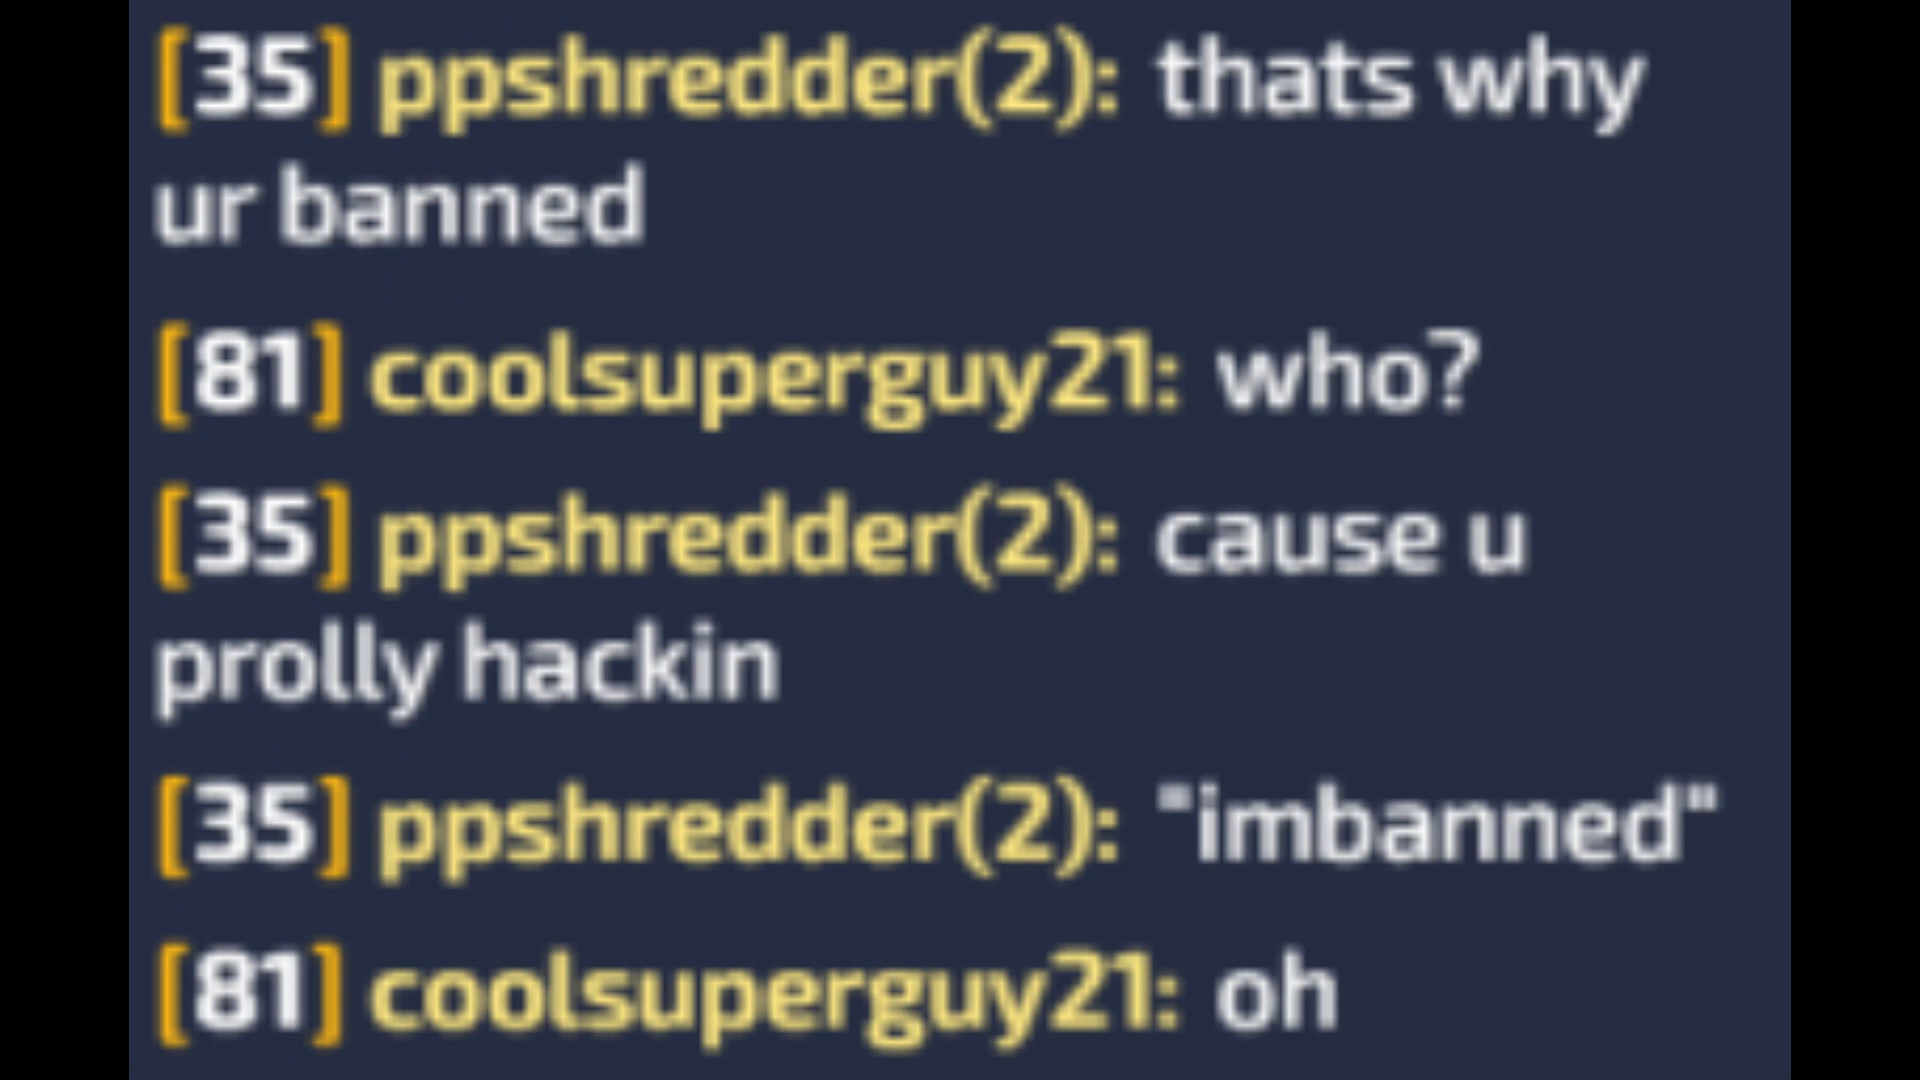 [35] ppshredder(2): thats why
ur banned
[81] coolsuperguy21: who?
[35] ppshredder(2): cause u
prolly hackin
[35] ppshredder(2): "imbanned"
[81] coolsuperguy21: oh